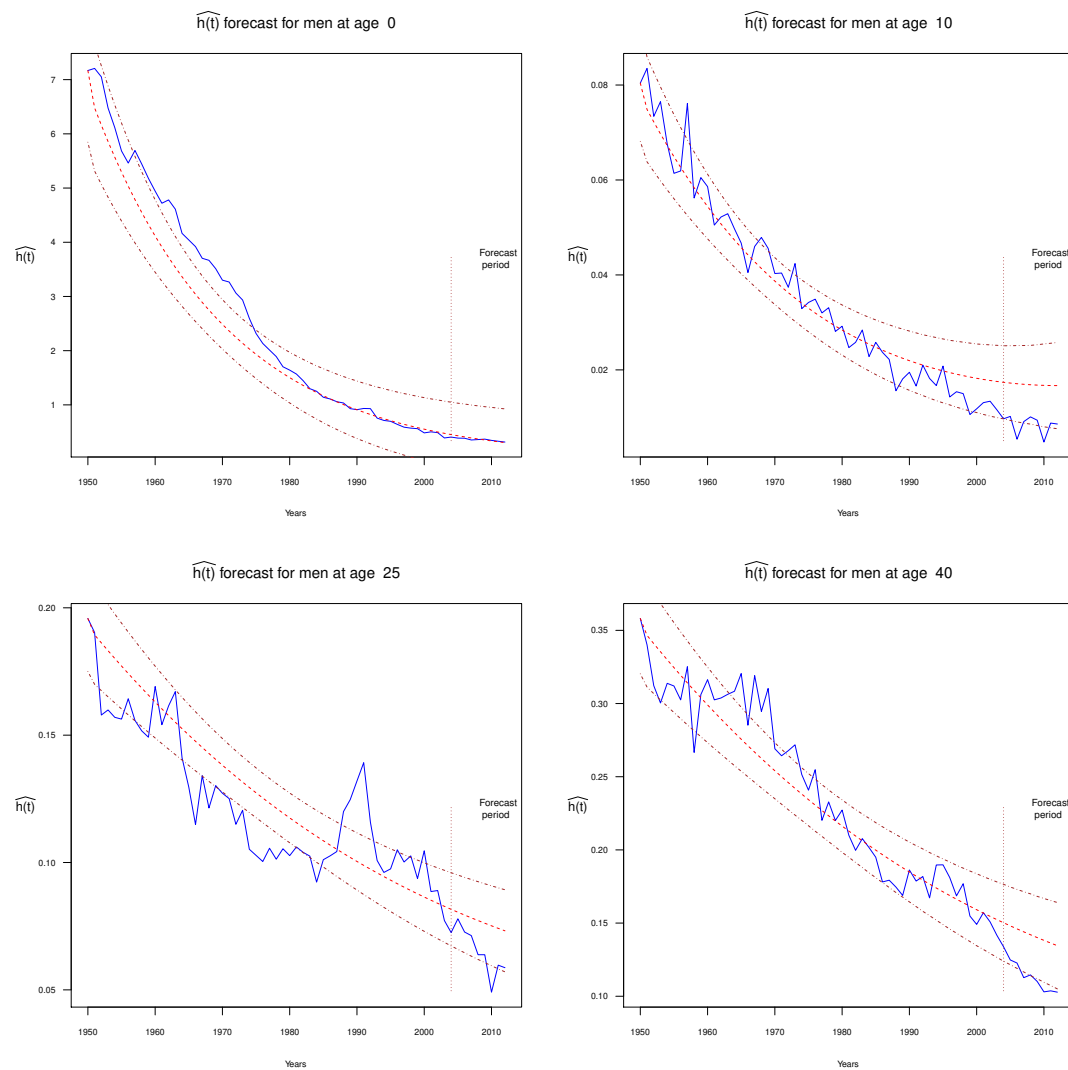 h(t) forecast for men at age 0
7
6
5
4
3
2
1
h(t)
Forecast
period
1950 1960 1970 1980 1990 2000 2010
Years
h(t) forecast for men at age 10
0.08
0.06
0.04
0.02
h(t)
Forecast
period
1950 1960 1970 1980 1990 2000 2010
Years
h(t) forecast for men at age 25
0.20
0.15
0.10
0.05
h(t)
Forecast
period
1950 1960 1970 1980 1990 2000 2010
Years
h(t) forecast for men at age 40
0.35
0.30
0.25
0.20
0.15
0.10
h(t)
Forecast
period
1950 1960 1970 1980 1990 2000 2010
Years